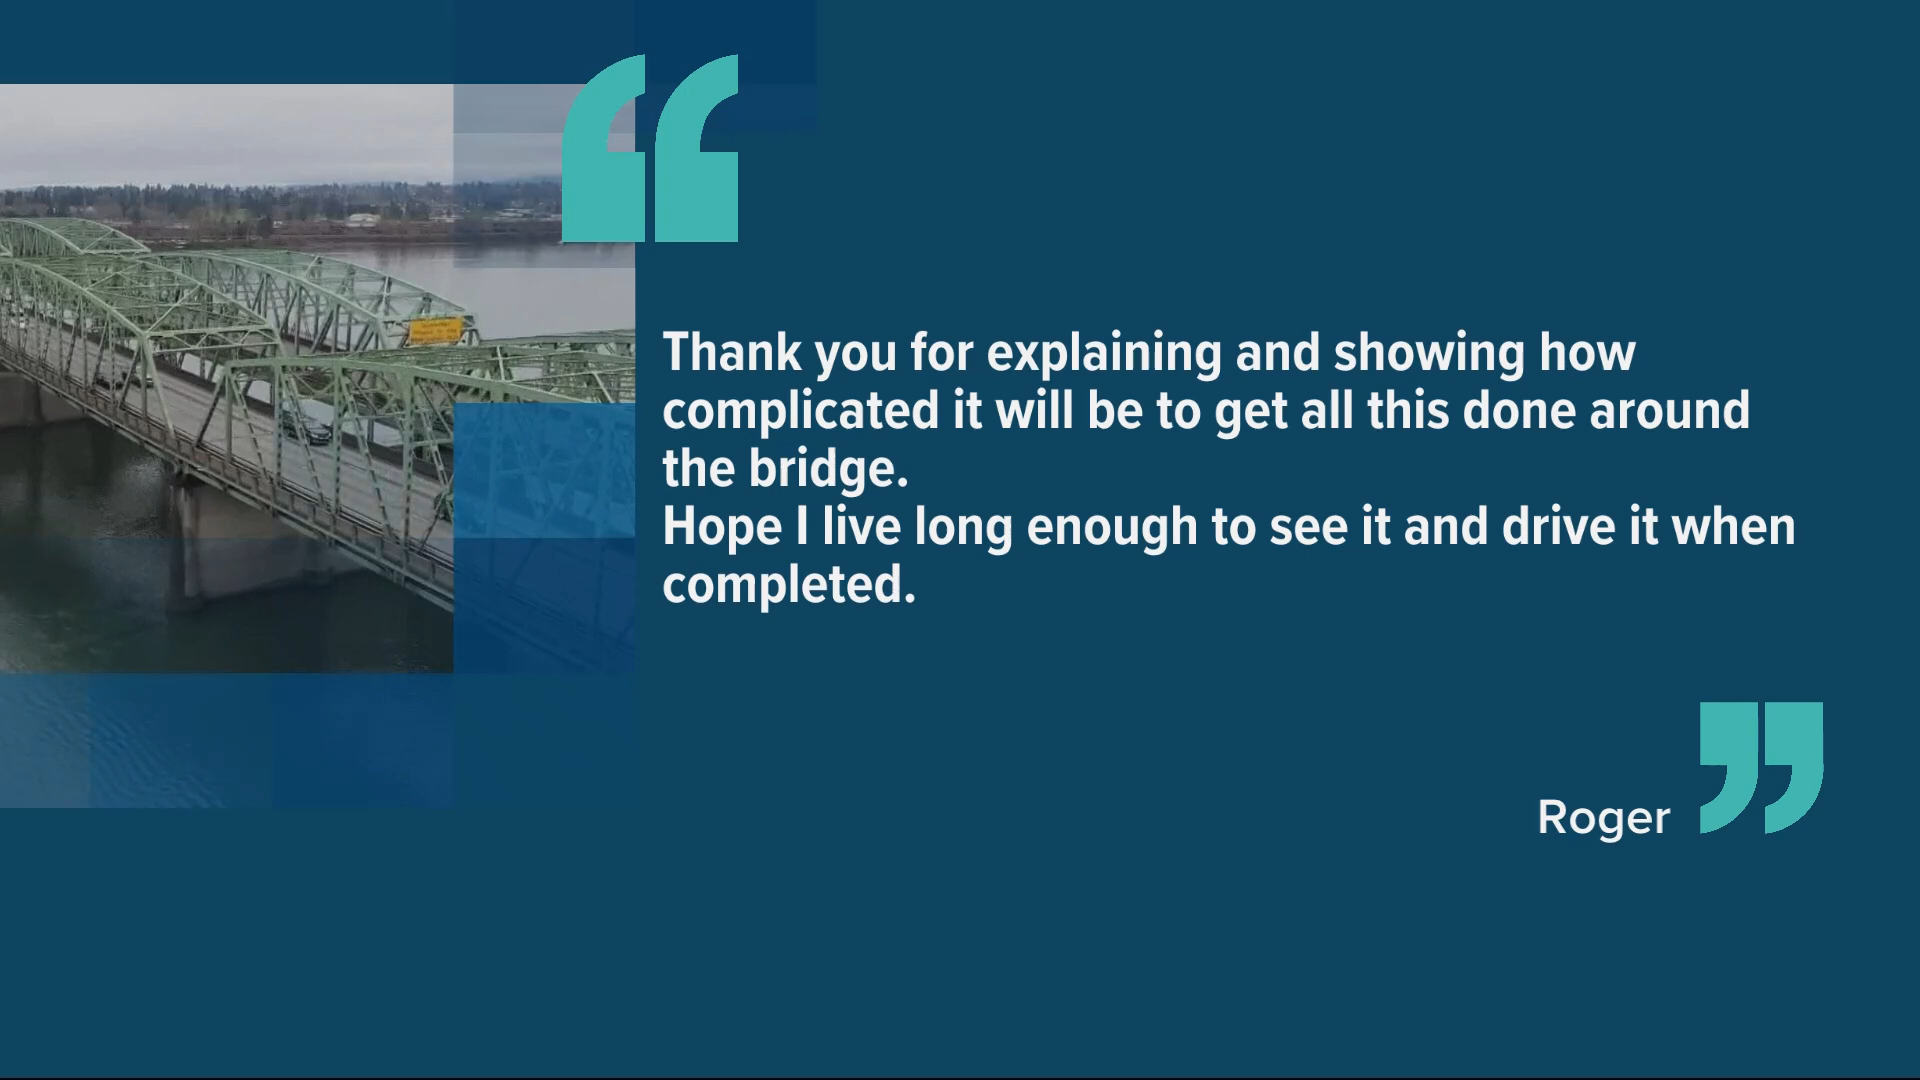 Thank you for explaining and showing how
complicated it will be to get all this done around
the bridge.
Hope I live long enough to see it and drive it when
completed.
Roger